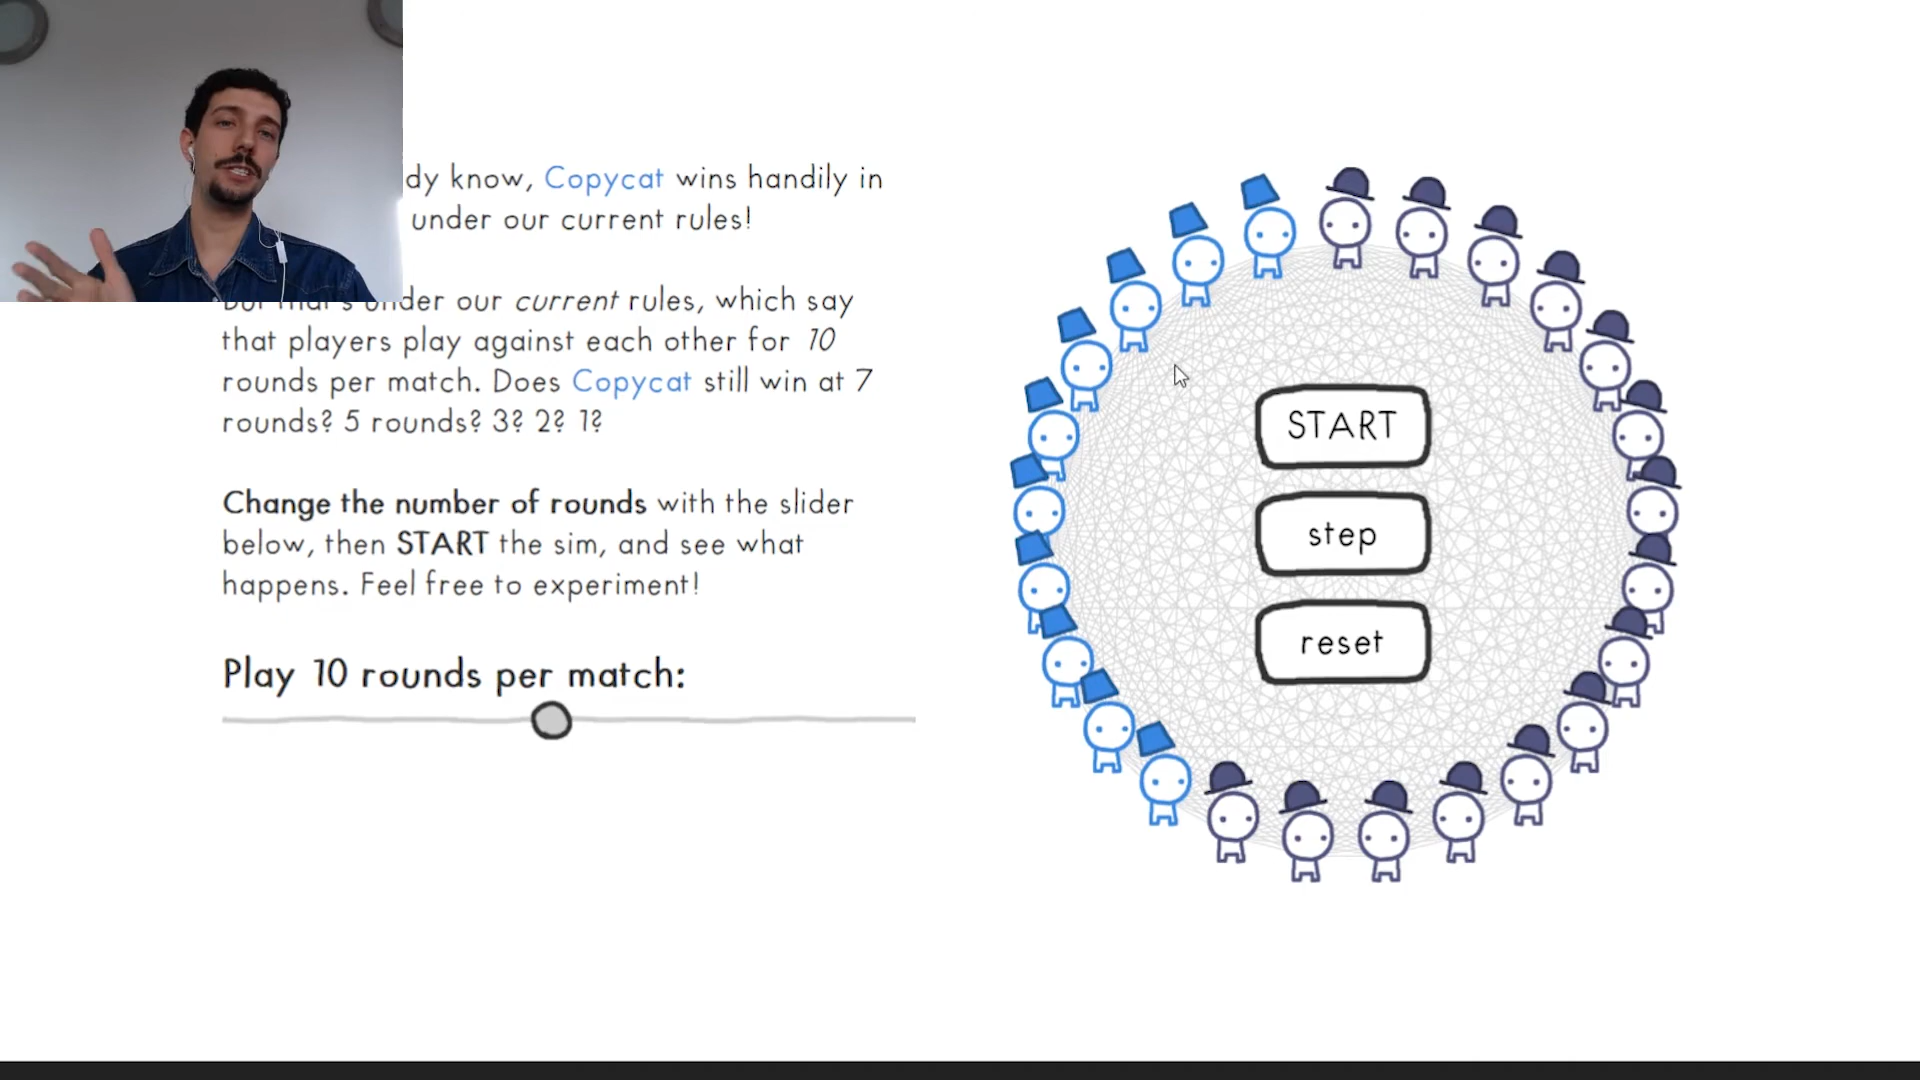 dy know, Copycat wins handily in
under our current rules!
But that's under our current rules, which say
that players play against each other for 10
rounds per match. Does Copycat still win at 7
rounds? 5 rounds? 3? 2? 1?
Change the number of rounds with the slider
below, then START the sim, and see what
happens. Feel free to experiment!
Play 10 rounds per match:
START
step
reset